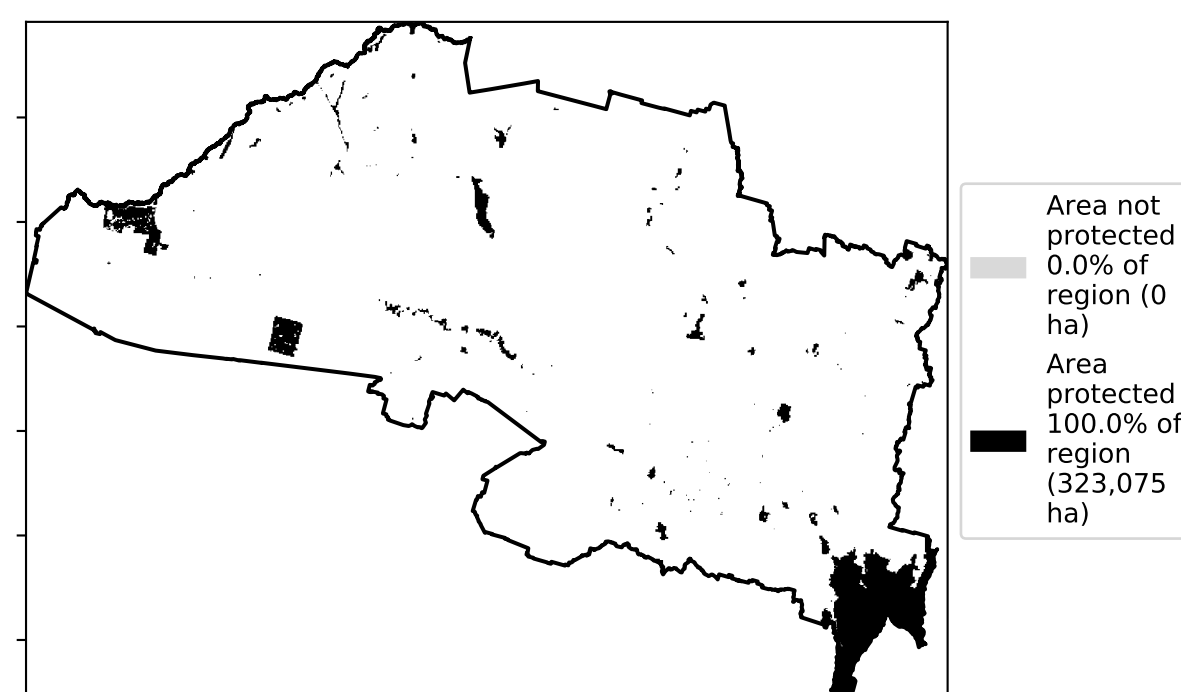 Area not
protected
0.0% of
region (0
ha)
Area
protected
100.0% of
region
(323,075
ha)